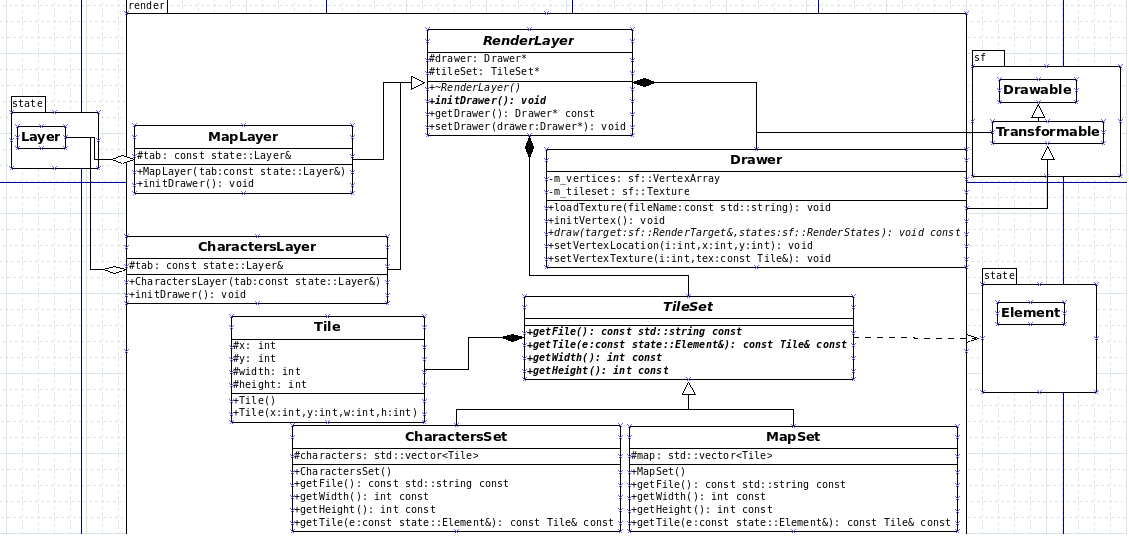 render
RenderLayer
#drawer: Drawer*
#tileSet: TileSet*
+~RenderLayer()
+initDrawer(): void
+getDrawer(): Drawer* const
+setDrawer(drawer:Drawer*): void
sf
Drawable
Transformable
state
Layer
MapLayer
#tab: const state::Layer&
+MapLayer(tab:const state::Layer&)
+initDrawer(): void
Drawer
-m_vertices: sf::VertexArray
-m_tileset: sf::Texture
+loadTexture(fileName:const std::string): void
+initVertex(): void
+draw(target:sf::RenderTarget&,states:sf::RenderStates): void const
+setVertexLocation(i:int,x:int,y:int): void
+setVertexTexture(i:int,tex:const Tile&): void
CharactersLayer
#tab: const state::Layer&
+CharactersLayer(tab:const state::Layer&)
+initDrawer(): void
state
Element
TileSet
+getFile(): const std::string const
+getTile(e:const state::Element&): const Tile& const
+getWidth(): int const
+getHeight(): int const
Tile
#x: int
#y: int
#width: int
#height: int
+Tile()
+Tile(x:int,y:int,w:int,h:int)
CharactersSet
#characters: std::vector<Tile>
+CharactersSet()
+getFile(): const std::string const
+getWidth(): int const
+getHeight(): int const
+getTile(e:const state::Element&): const Tile& const
MapSet
#map: std::vector<Tile>
+MapSet()
+getFile(): const std::string const
+getWidth(): int const
+getHeight(): int const
+getTile(e:const state::Element&): const Tile& const